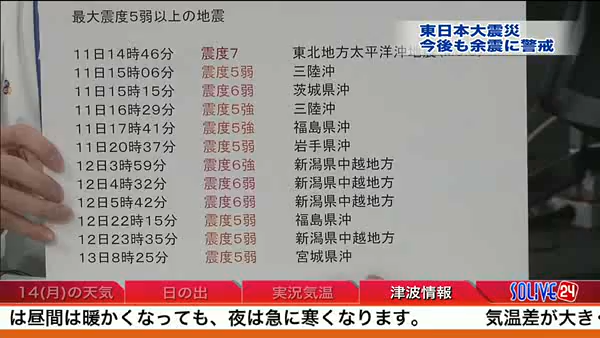 最大震度5弱以上の地震
東日本大震災
今後も余震に警戒
11日14時46分 震度7 東北地方太平洋沖地震
11日15時06分 震度5弱 三陸沖
11日15時15分 震度6弱 茨城県沖
11日16時29分 震度5強 三陸沖
11日17時41分 震度5強 福島県沖
11日20時37分 震度5弱 岩手県沖
12日3時59分 震度6強 新潟県中越地方
12日4時32分 震度6弱 新潟県中越地方
12日5時42分 震度6弱 新潟県中越地方
12日22時15分 震度5弱 福島県沖
12日23時35分 震度5弱 新潟県中越地方
13日8時25分 震度5弱 宮城県沖
14(月)の天気 日の出 実況気温 津波情報 SOLIVE24
は昼間は暖かくなっても、夜は急に寒くなります。 気温差が大き